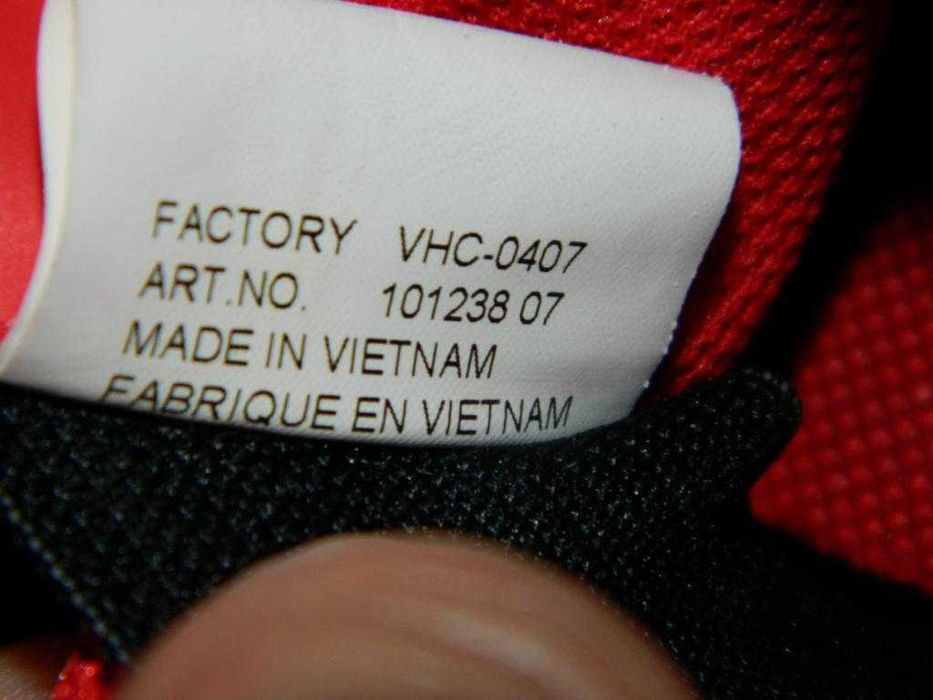 FACTORY VHC-0407
ART.NO. 101238 07
MADE IN VIETNAM
FABRIQUE EN VIETNAM